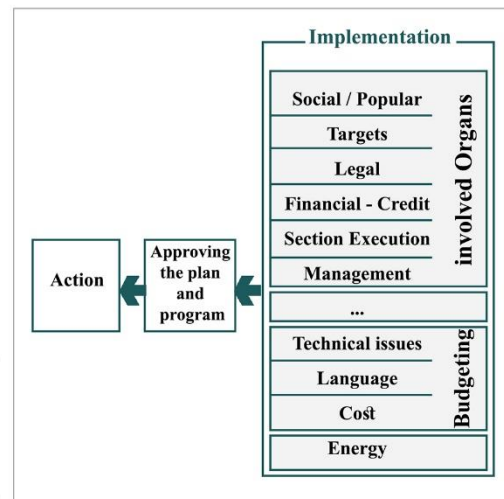 Implementation
Social / Popular
Targets
Legal
Financial - Credit
Section Execution
Management
involved Organs
...
Technical issues
Language
Cost
Budgeting
Energy
Approving
the plan
and
program
Action